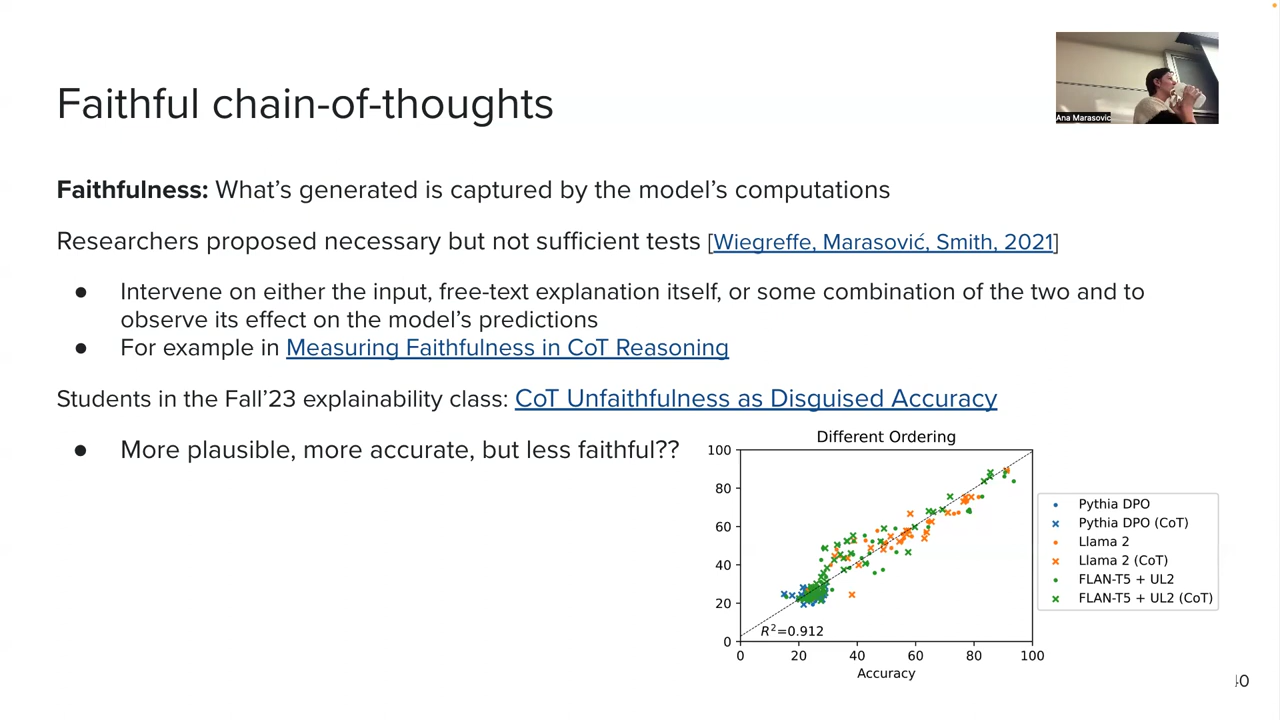 Faithful chain-of-thoughts
Ana Marasovic
Faithfulness: What's generated is captured by the model's computations
Researchers proposed necessary but not sufficient tests [Wiegreffe, Marasović, Smith, 2021]
● Intervene on either the input, free-text explanation itself, or some combination of the two and to
observe its effect on the model's predictions
● For example in Measuring Faithfulness in CoT Reasoning
Students in the Fall'23 explainability class: CoT Unfaithfulness as Disguised Accuracy
● More plausible, more accurate, but less faithful??
Different Ordering
100
80
60
40
20
0
R²=0.912
0 20 40 60 80 100
Accuracy
Pythia DPO
Pythia DPO (CoT)
Llama 2
Llama 2 (CoT)
FLAN-T5 + UL2
FLAN-T5 + UL2 (CoT)